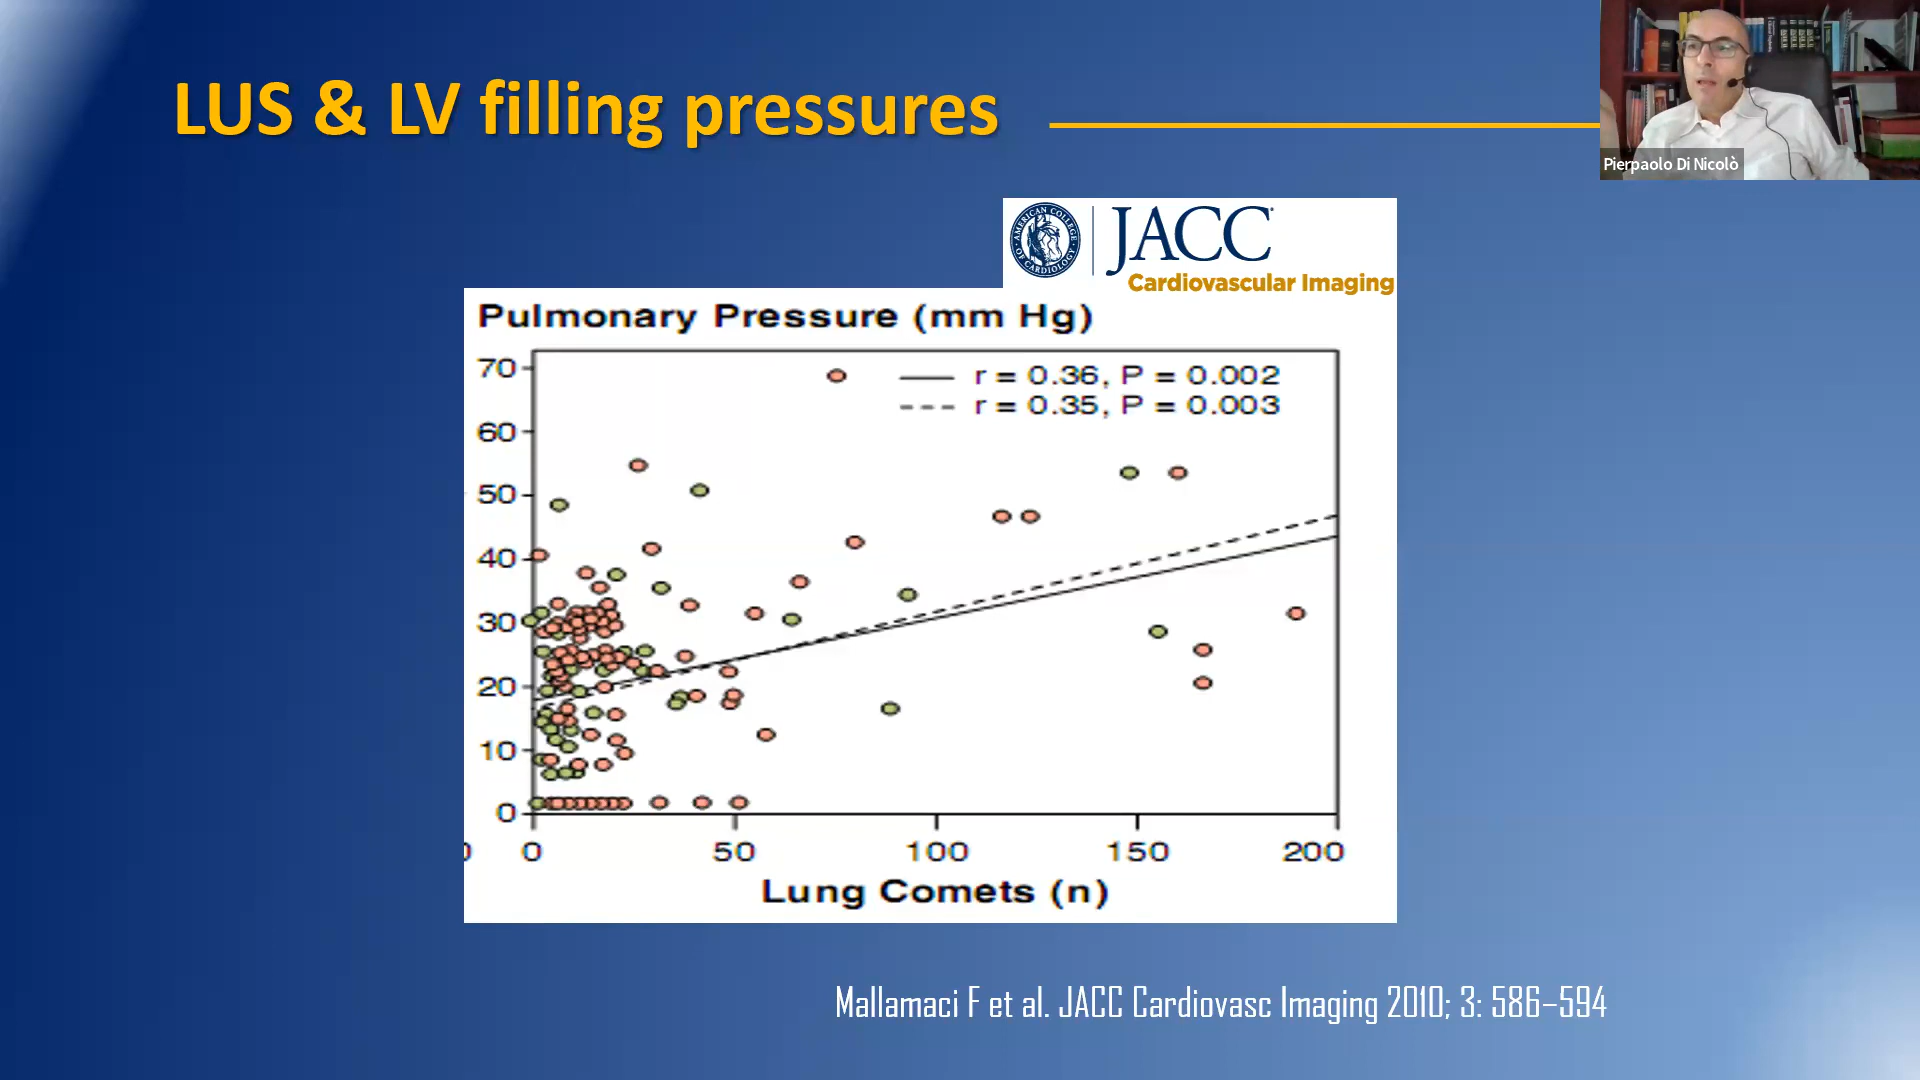 LUS & LV filling pressures
Pierpaolo Di Nicolò
AMERICAN COLLEGE OF CARDIOLOGY
JACC
Cardiovascular Imaging
Pulmonary Pressure (mm Hg)
r = 0.36, P = 0.002
r = 0.35, P = 0.003
70
60
50
40
30
20
10
0
0 50 100 150 200
Lung Comets (n)
Mallamaci F et al. JACC Cardiovasc Imaging 2010; 3: 586–594